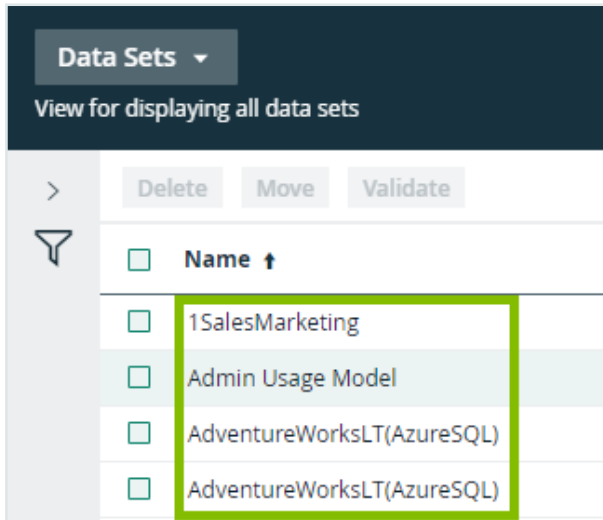 Data Sets
View for displaying all data sets
Delete Move Validate
Name
1SalesMarketing
Admin Usage Model
AdventureWorksLT(AzureSQL)
AdventureWorksLT(AzureSQL)